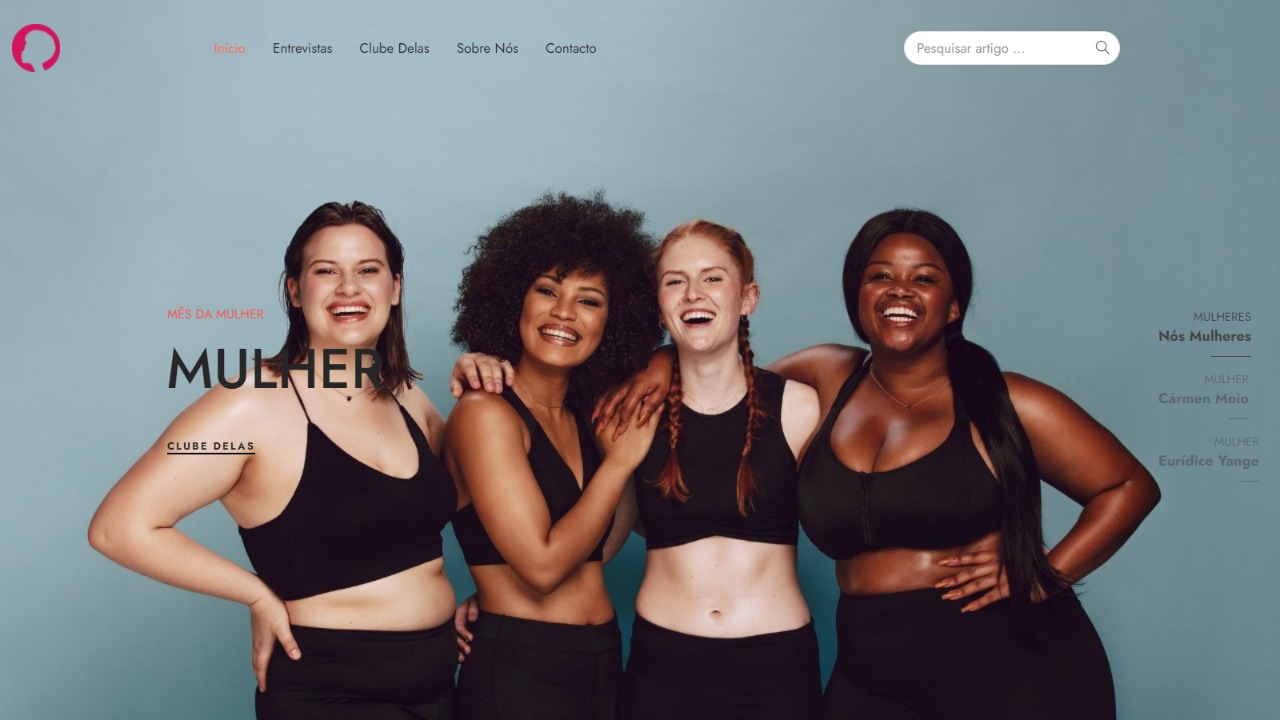 Início Entrevistas Clube Delas Sobre Nós Contacto
Pesquisar artigo ...
MÊS DA MULHER
MULHER
CLUBE DELAS
MULHERES
Nós Mulheres
MULHER
Cármen Moio
MULHER
Eurídice Yange